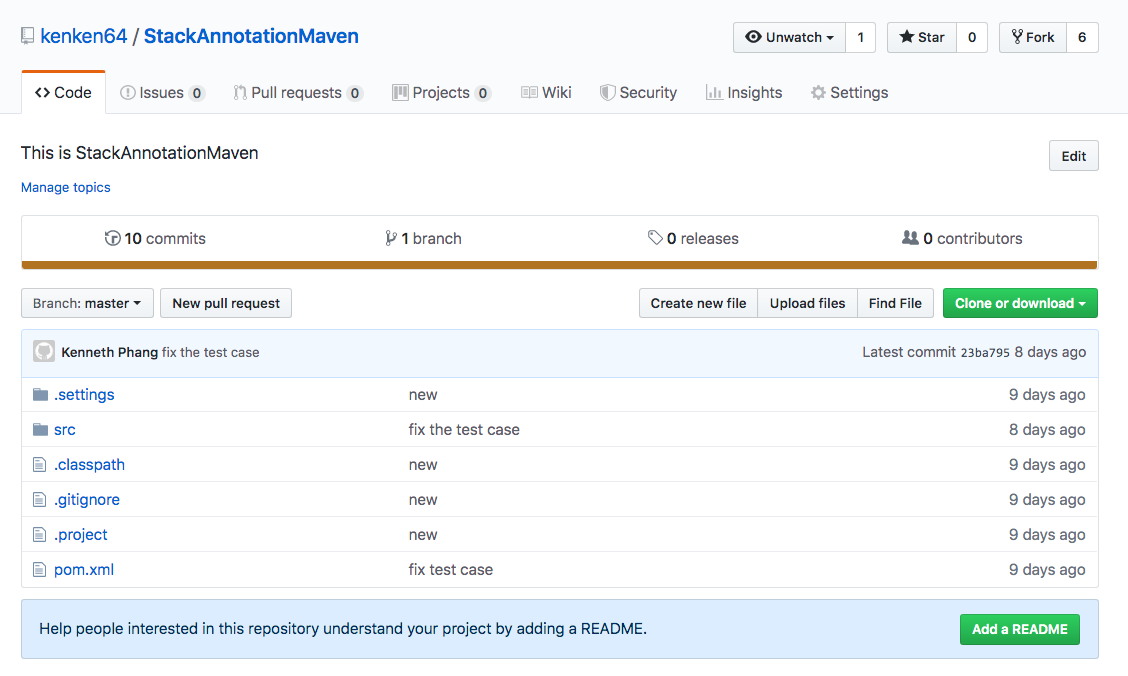 kenken64 / StackAnnotationMaven Unwatch 1 Star 0 Fork 6
Code Issues 0 Pull requests 0 Projects 0 Wiki Security Insights Settings
This is StackAnnotationMaven Edit
Manage topics
10 commits 1 branch 0 releases 0 contributors
Branch: master New pull request Create new file Upload files Find File Clone or download
Kenneth Phang fix the test case Latest commit 23ba795 8 days ago
.settings new 9 days ago
src fix the test case 8 days ago
.classpath new 9 days ago
.gitignore new 9 days ago
.project new 9 days ago
pom.xml fix test case 9 days ago
Help people interested in this repository understand your project by adding a README. Add a README